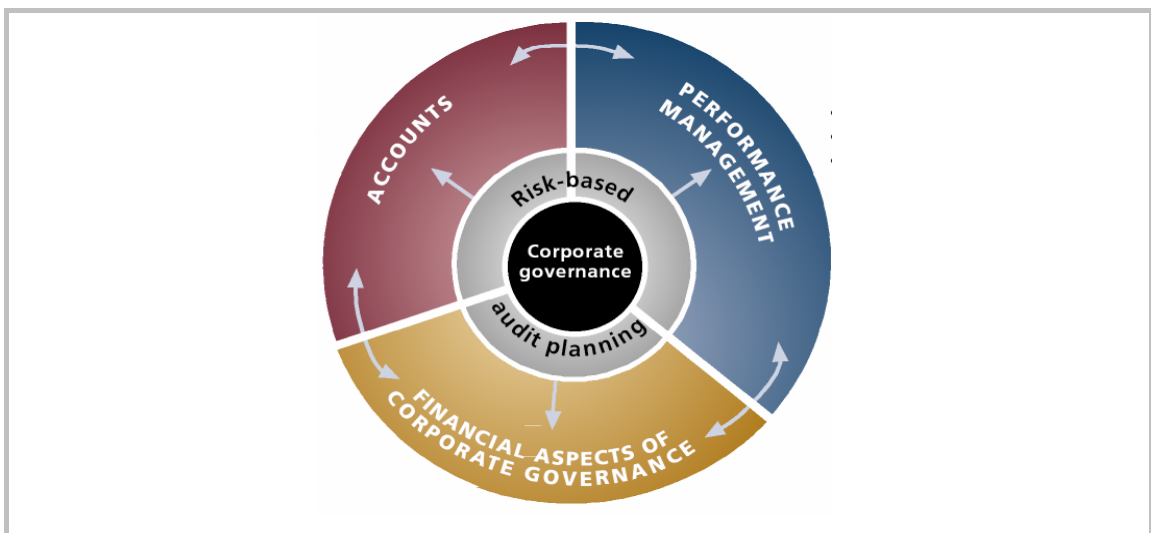 ACCOUNTS
PERFORMANCE
MANAGEMENT
Risk-based
Corporate
governance
audit planning
FINANCIAL ASPECTS OF
CORPORATE GOVERNANCE